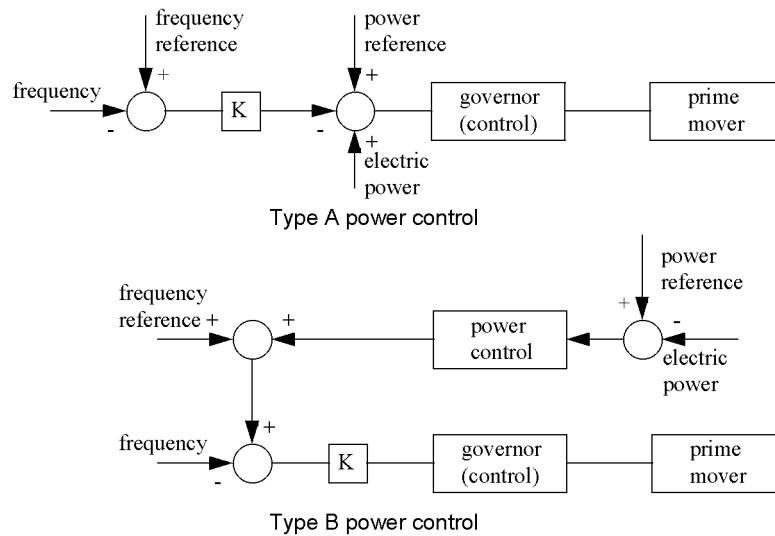 frequency
reference
power
reference
frequency
+
+
-
K
-
+
electric
power
governor
(control)
prime
mover
Type A power control
power
reference
frequency
reference
+
+
power
control
+
-
electric
power
frequency
+
-
K
governor
(control)
prime
mover
Type B power control